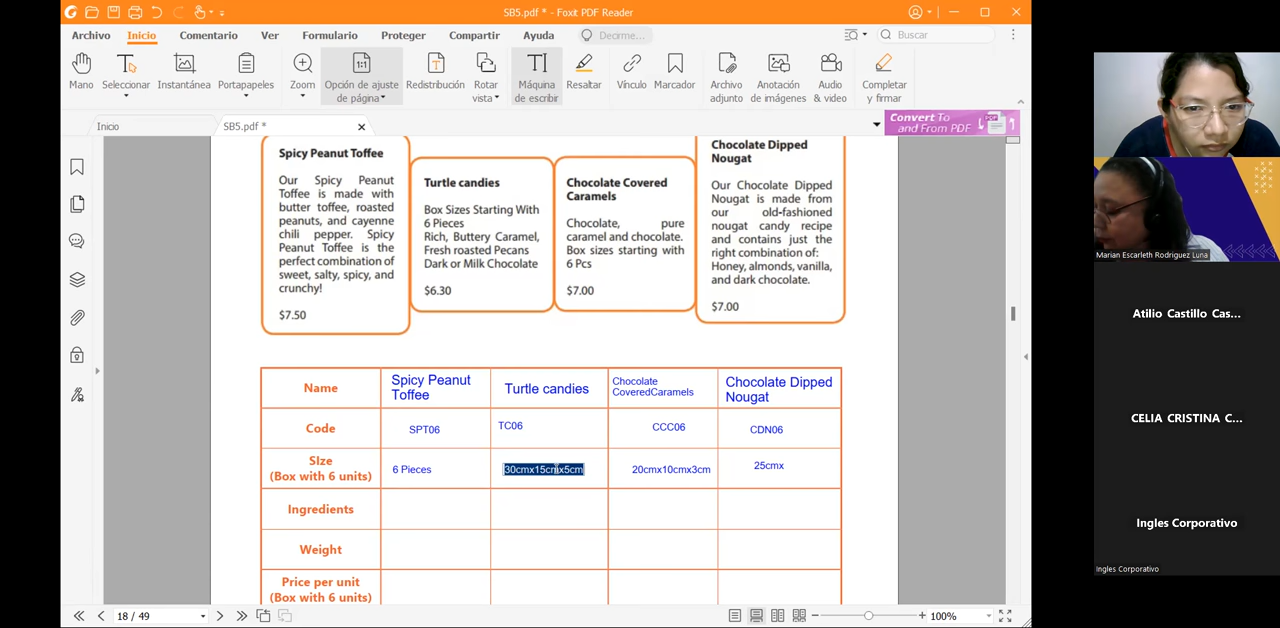 SB5.pdf * - Foxit PDF Reader
Archivo
Inicio
Comentario
Ver
Formulario
Proteger
Compartir
Ayuda
Decirme...
Buscar
Mano
Seleccionar
Instantánea
Portapapeles
Zoom
Opción de ajuste
de página
Redistribución
Rotar
vista
Máquina
de escribir
Resaltar
Vínculo
Marcador
Archivo
adjunto
Anotación
de imágenes
Audio
& video
Completar
y firmar
Inicio
SB5.pdf *
Convert To
and From PDF
Spicy Peanut Toffee
Our Spicy Peanut
Toffee is made with
butter toffee, roasted
peanuts, and cayenne
chili pepper. Spicy
Peanut Toffee is the
perfect combination of
sweet, salty, spicy, and
crunchy!
$7.50
Turtle candies
Box Sizes Starting With
6 Pieces
Rich, Buttery Caramel,
Fresh roasted Pecans
Dark or Milk Chocolate
$6.30
Chocolate Covered
Caramels
Chocolate, pure
caramel and chocolate.
Box sizes starting with
6 Pcs
$7.00
Chocolate Dipped
Nougat
Our Chocolate Dipped
Nougat is made from
our old-fashioned
nougat candy recipe
and contains just the
right combination of:
Honey, almonds, vanilla,
and dark chocolate.
$7.00
Name
Spicy Peanut
Toffee
Turtle candies
Chocolate
CoveredCaramels
Chocolate Dipped
Nougat
Code
SPT06
TC06
CCC06
CDN06
SIze
(Box with 6 units)
6 Pieces
30cmx15cmx5cm
20cmx10cmx3cm
25cmx
Ingredients
Weight
Price per unit
(Box with 6 units)
18 / 49
100%
Marian Escarleth Rodriguez Luna
Atilio Castillo Cas...
CELIA CRISTINA C...
Ingles Corporativo
Ingles Corporativo